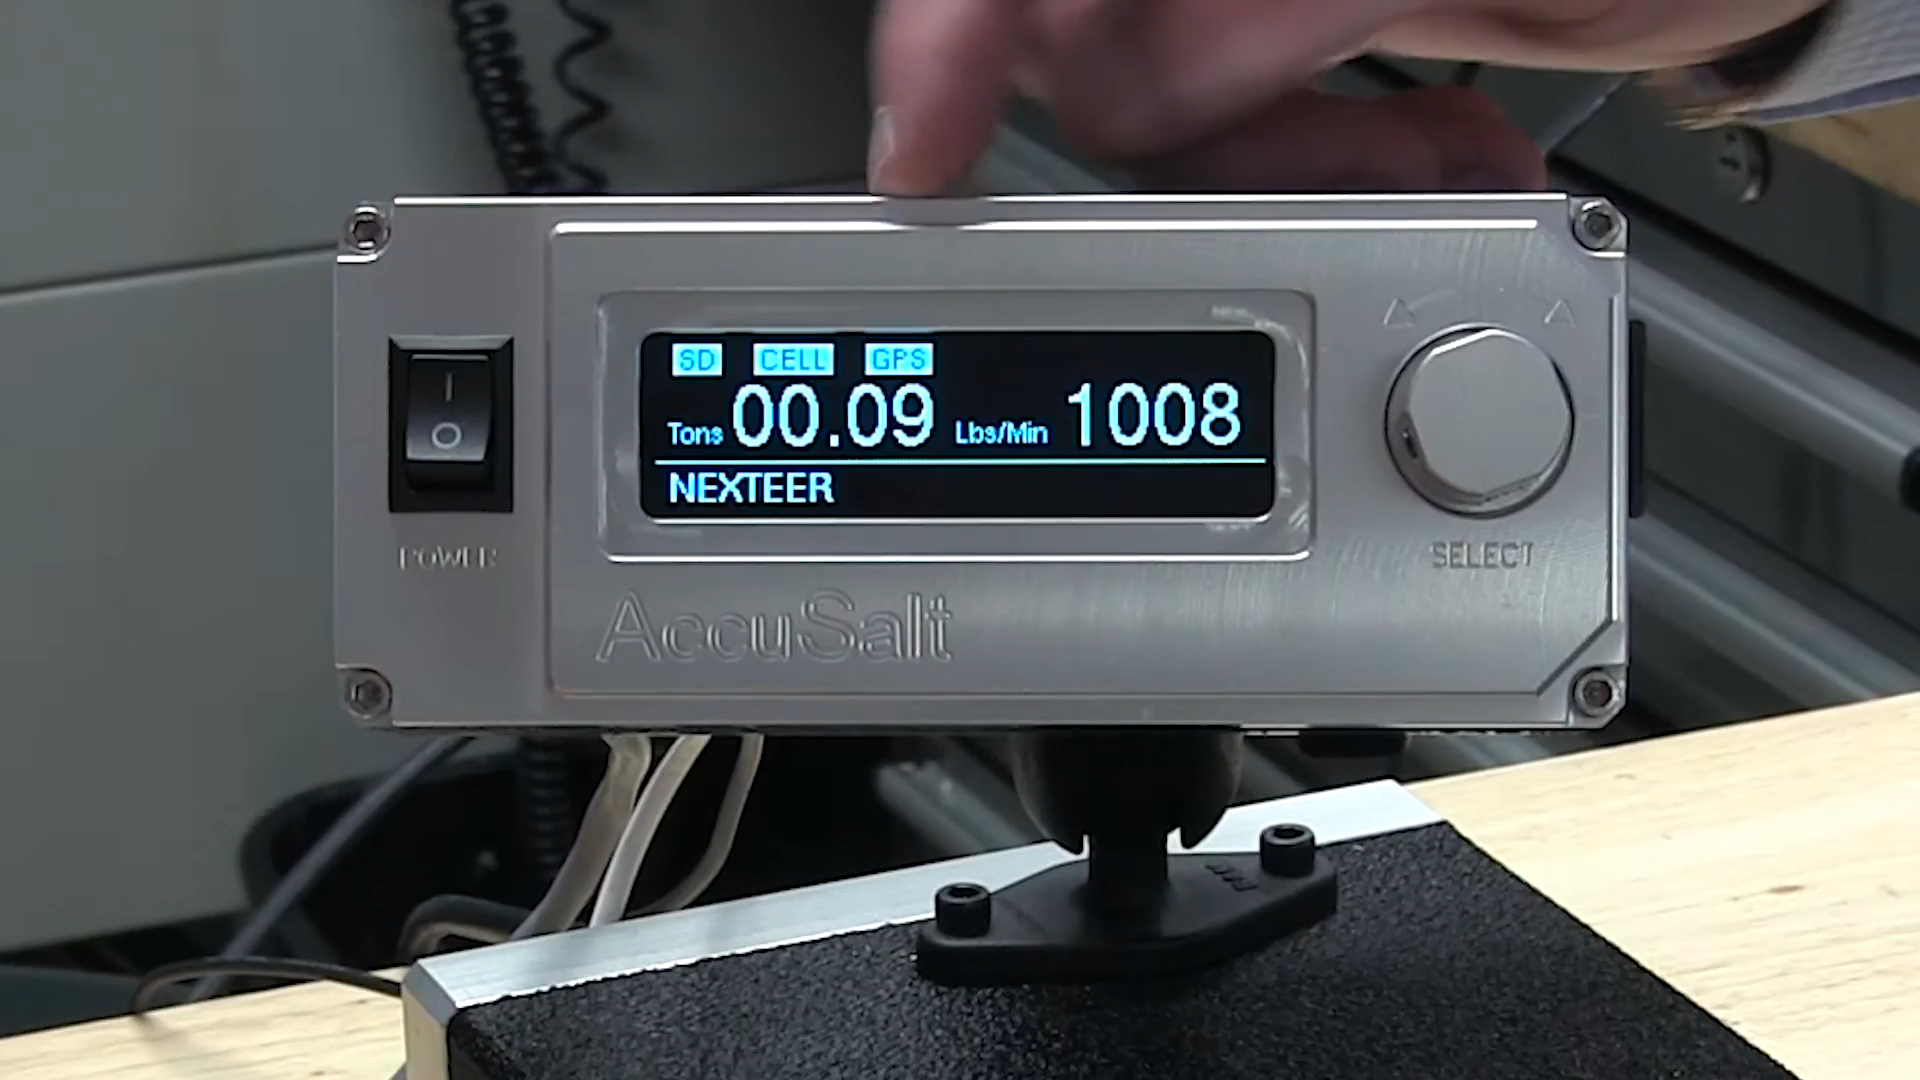 SD CELL GPS
Tons 00.09 Lbs/Min 1008
NEXTEER
I
O
POWER
SELECT
AccuSalt